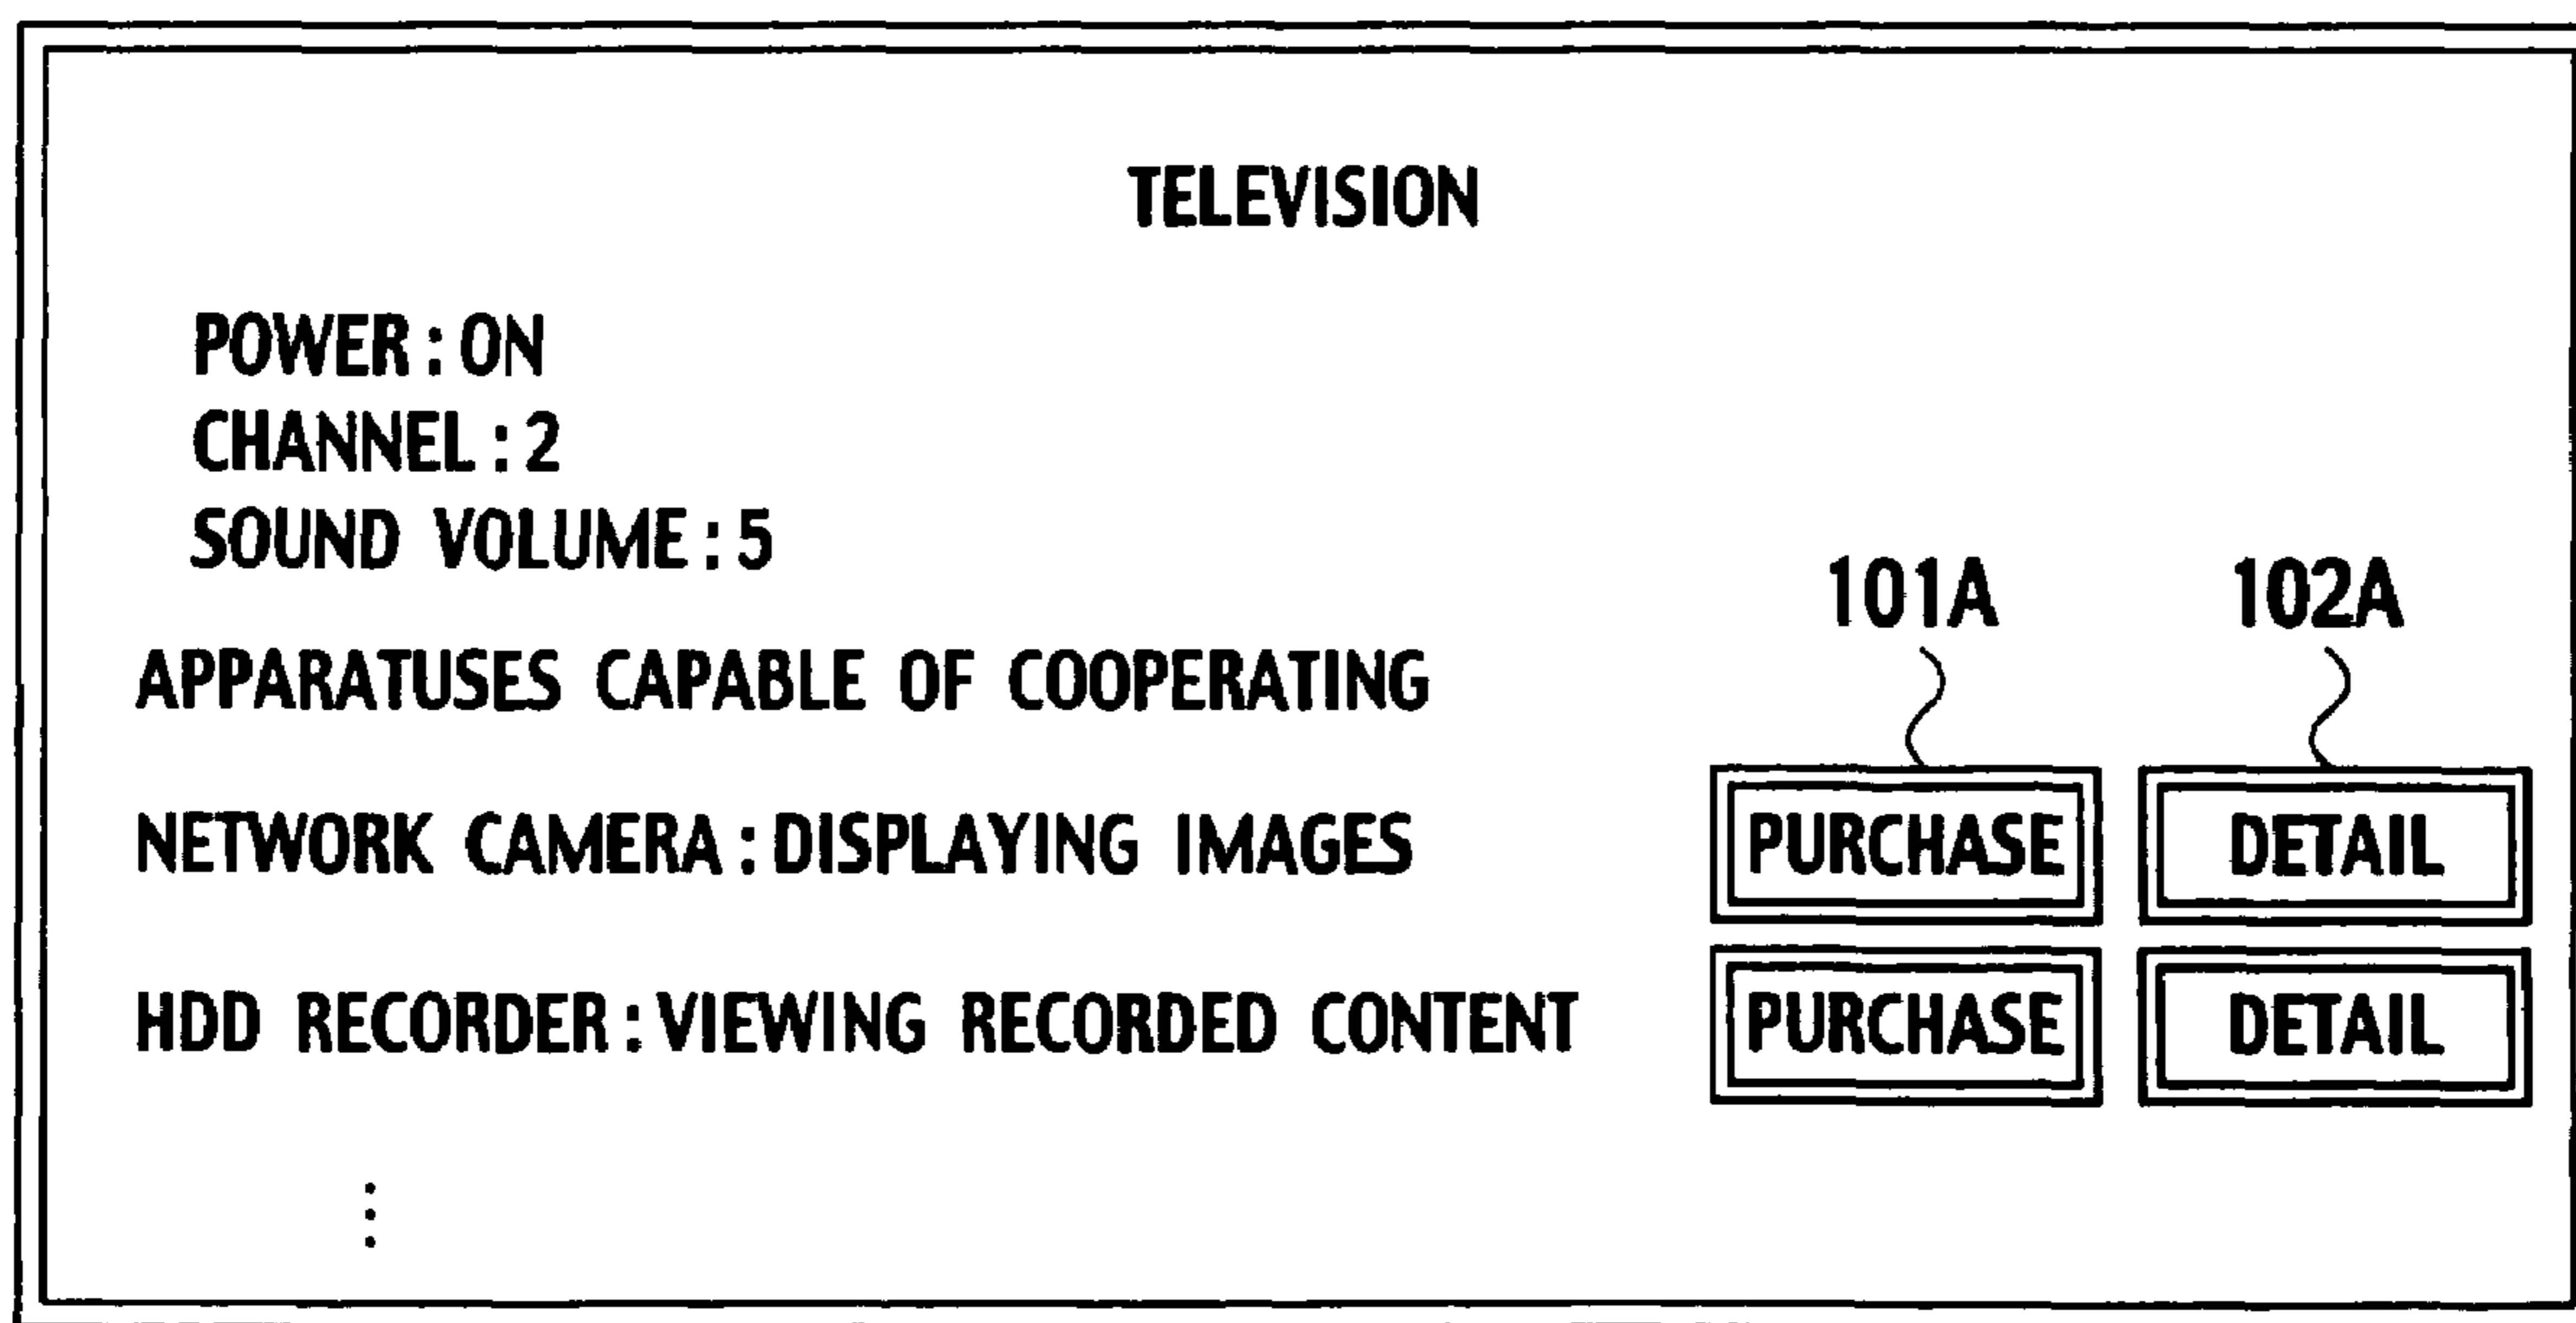 TELEVISION
POWER : ON
CHANNEL : 2
SOUND VOLUME : 5
101A 102A
APPARATUSES CAPABLE OF COOPERATING
NETWORK CAMERA : DISPLAYING IMAGES PURCHASE DETAIL
HDD RECORDER : VIEWING RECORDED CONTENT PURCHASE DETAIL
⋮